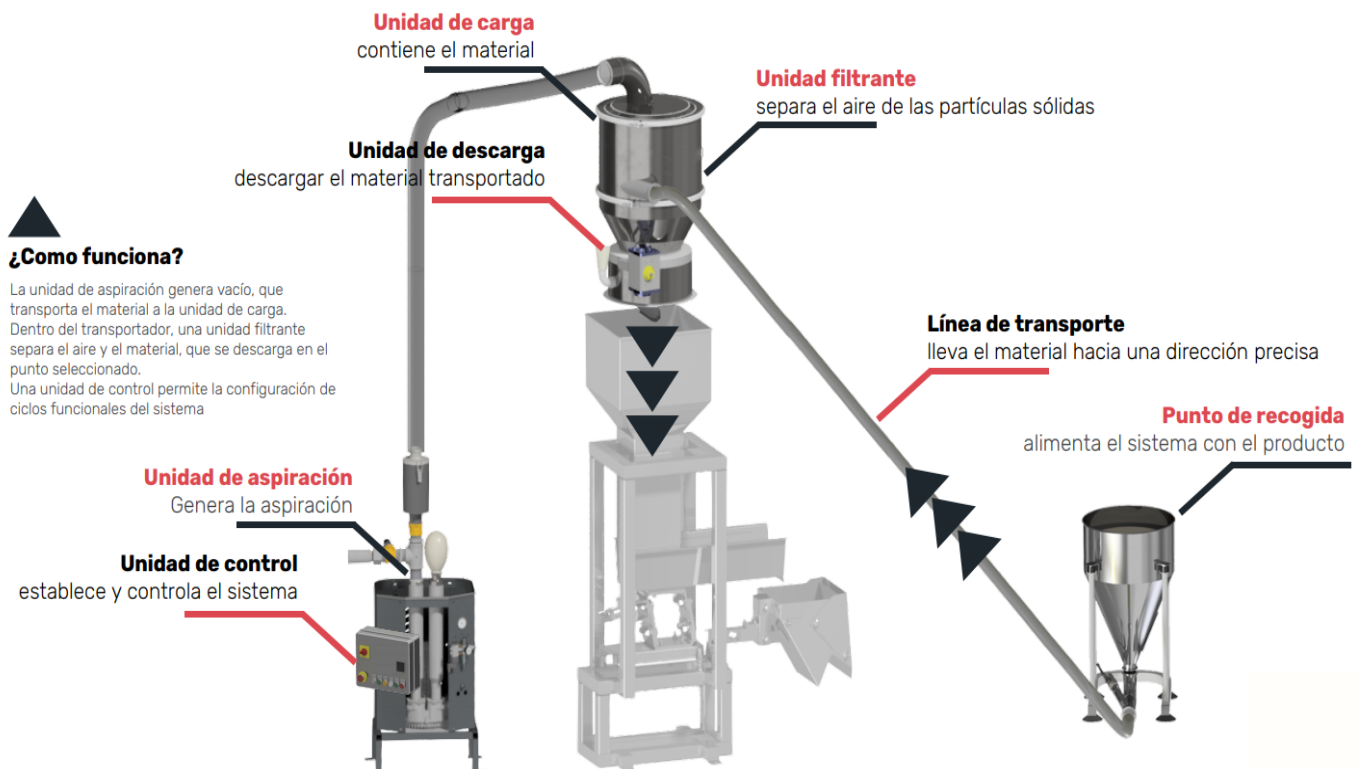 Unidad de carga
contiene el material
Unidad filtrante
separa el aire de las partículas sólidas
Unidad de descarga
descargar el material transportado
¿Como funciona?
La unidad de aspiración genera vacío, que
transporta el material a la unidad de carga.
Dentro del transportador, una unidad filtrante
separa el aire y el material, que se descarga en el
punto seleccionado.
Una unidad de control permite la configuración de
ciclos funcionales del sistema
Línea de transporte
lleva el material hacia una dirección precisa
Punto de recogida
alimenta el sistema con el producto
Unidad de aspiración
Genera la aspiración
Unidad de control
establece y controla el sistema